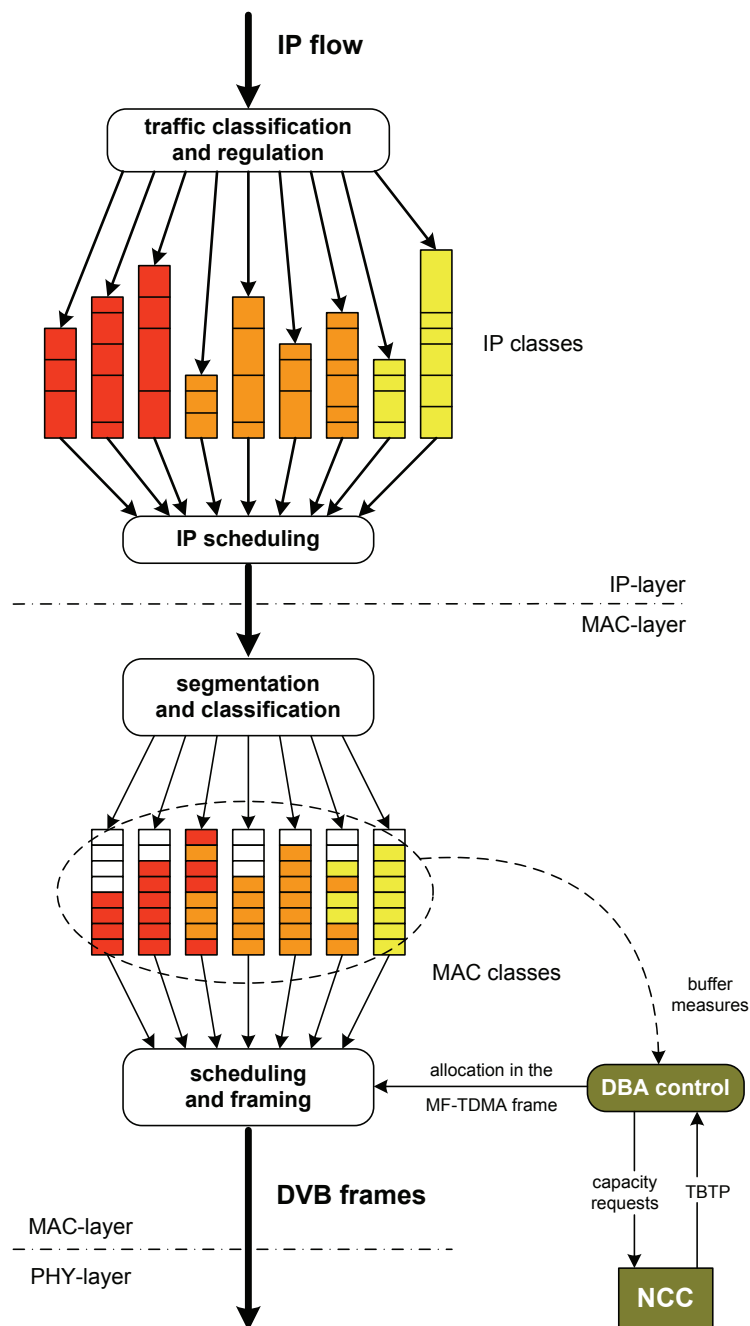 IP flow
traffic classification
and regulation
IP classes
IP scheduling
IP-layer
MAC-layer
segmentation
and classification
MAC classes
buffer
measures
scheduling
and framing
allocation in the
MF-TDMA frame
DBA control
capacity
requests
TBTP
DVB frames
MAC-layer
PHY-layer
NCC